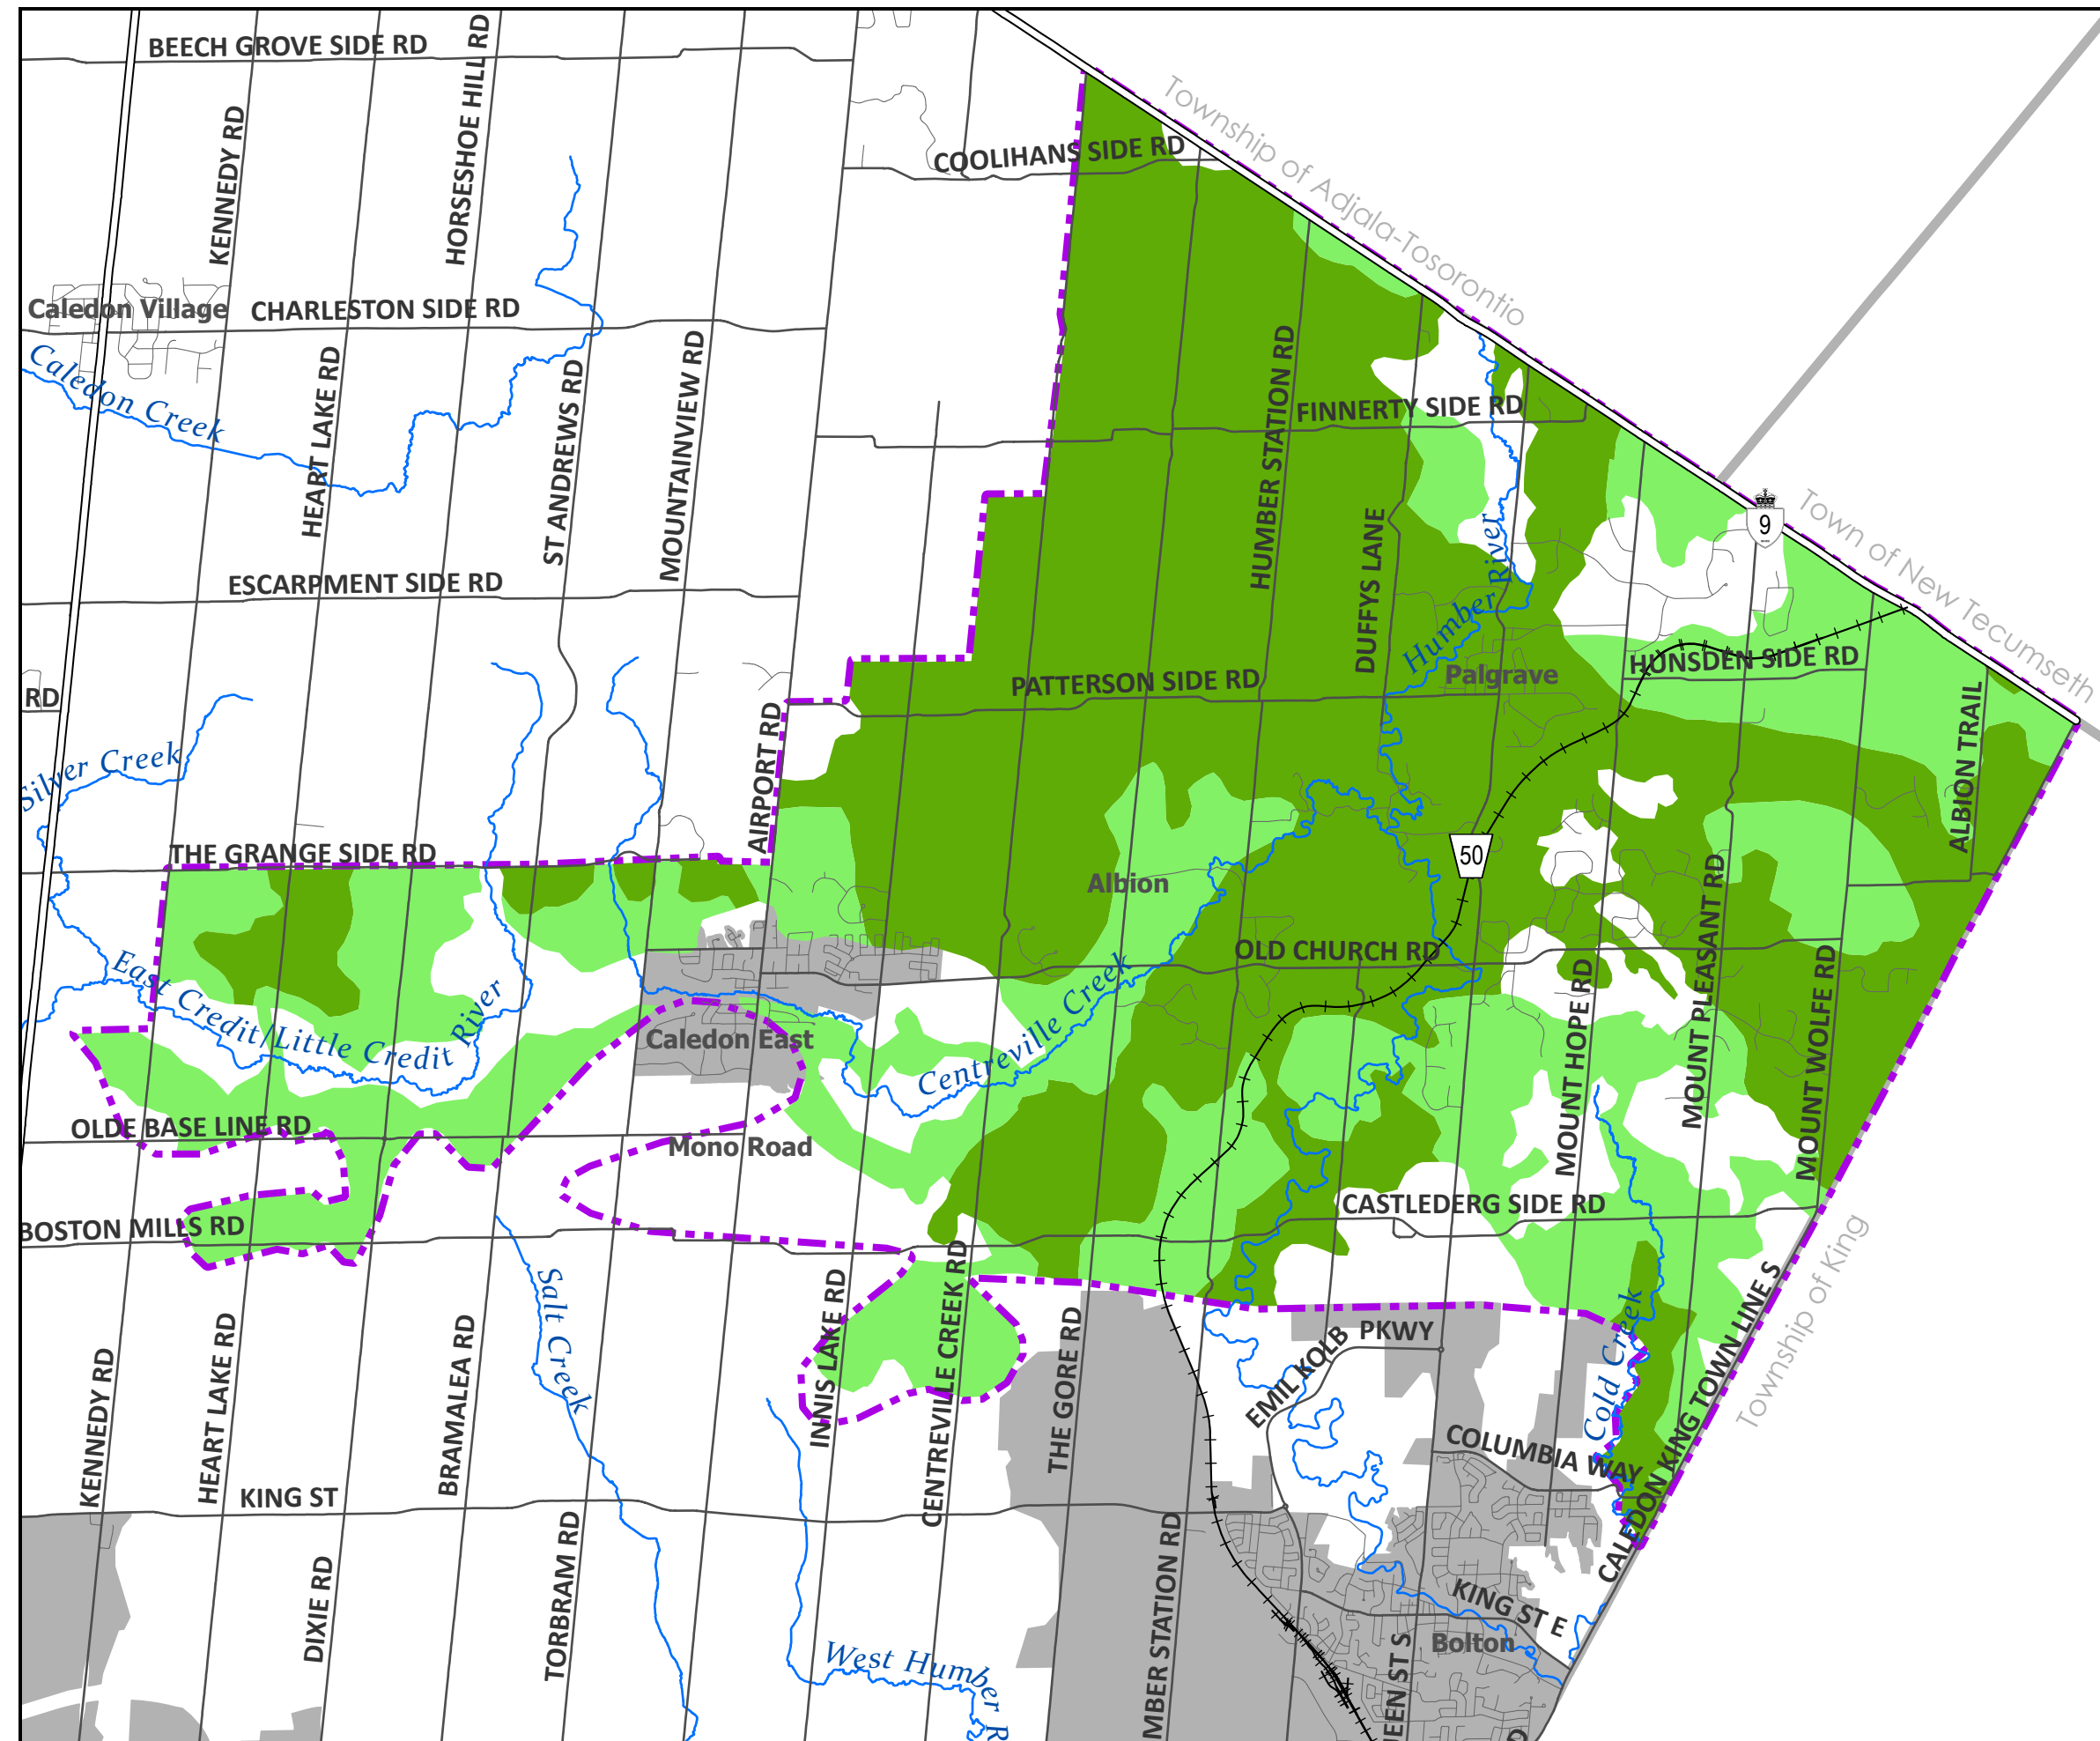 BEECH GROVE SIDE RD
KENNEDY RD
HORSESHOE HILL RD
COOLIHANS SIDE RD
Township of Adjala-Tosorontio
Caledon Village
CHARLESTON SIDE RD
Caledon Creek
HEART LAKE RD
ST ANDREWS RD
MOUNTAINVIEW RD
HUMBER STATION RD
FINNERTY SIDE RD
9
Town of New Tecumseth
ESCARPMENT SIDE RD
DUFFYS LANE
Humber River
Palgrave
HUNSDEN SIDE RD
RD
PATTERSON SIDE RD
ALBION TRAIL
Silver Creek
AIRPORT RD
THE GRANGE SIDE RD
50
Albion
MOUNT PLEASANT RD
OLD CHURCH RD
East Credit/Little Credit River
Caledon East
Centreville Creek
MOUNT HOPE RD
MOUNT WOLFE RD
OLDE BASE LINE RD
Mono Road
CASTLEDERG SIDE RD
BOSTON MILLS RD
Township of King
Salt Creek
INNIS LAKE RD
CENTREVILLE CREEK RD
THE GORE RD
EMIL KOLB PKWY
Cold Creek
CALEDON KING TOWN LINE S
KENNEDY RD
HEART LAKE RD
BRAMALEA RD
COLUMBIA WAY
KING ST
DIXIE RD
TORBRAM RD
MBER STATION RD
KING ST E
Bolton
UEEN ST S
West Humber R